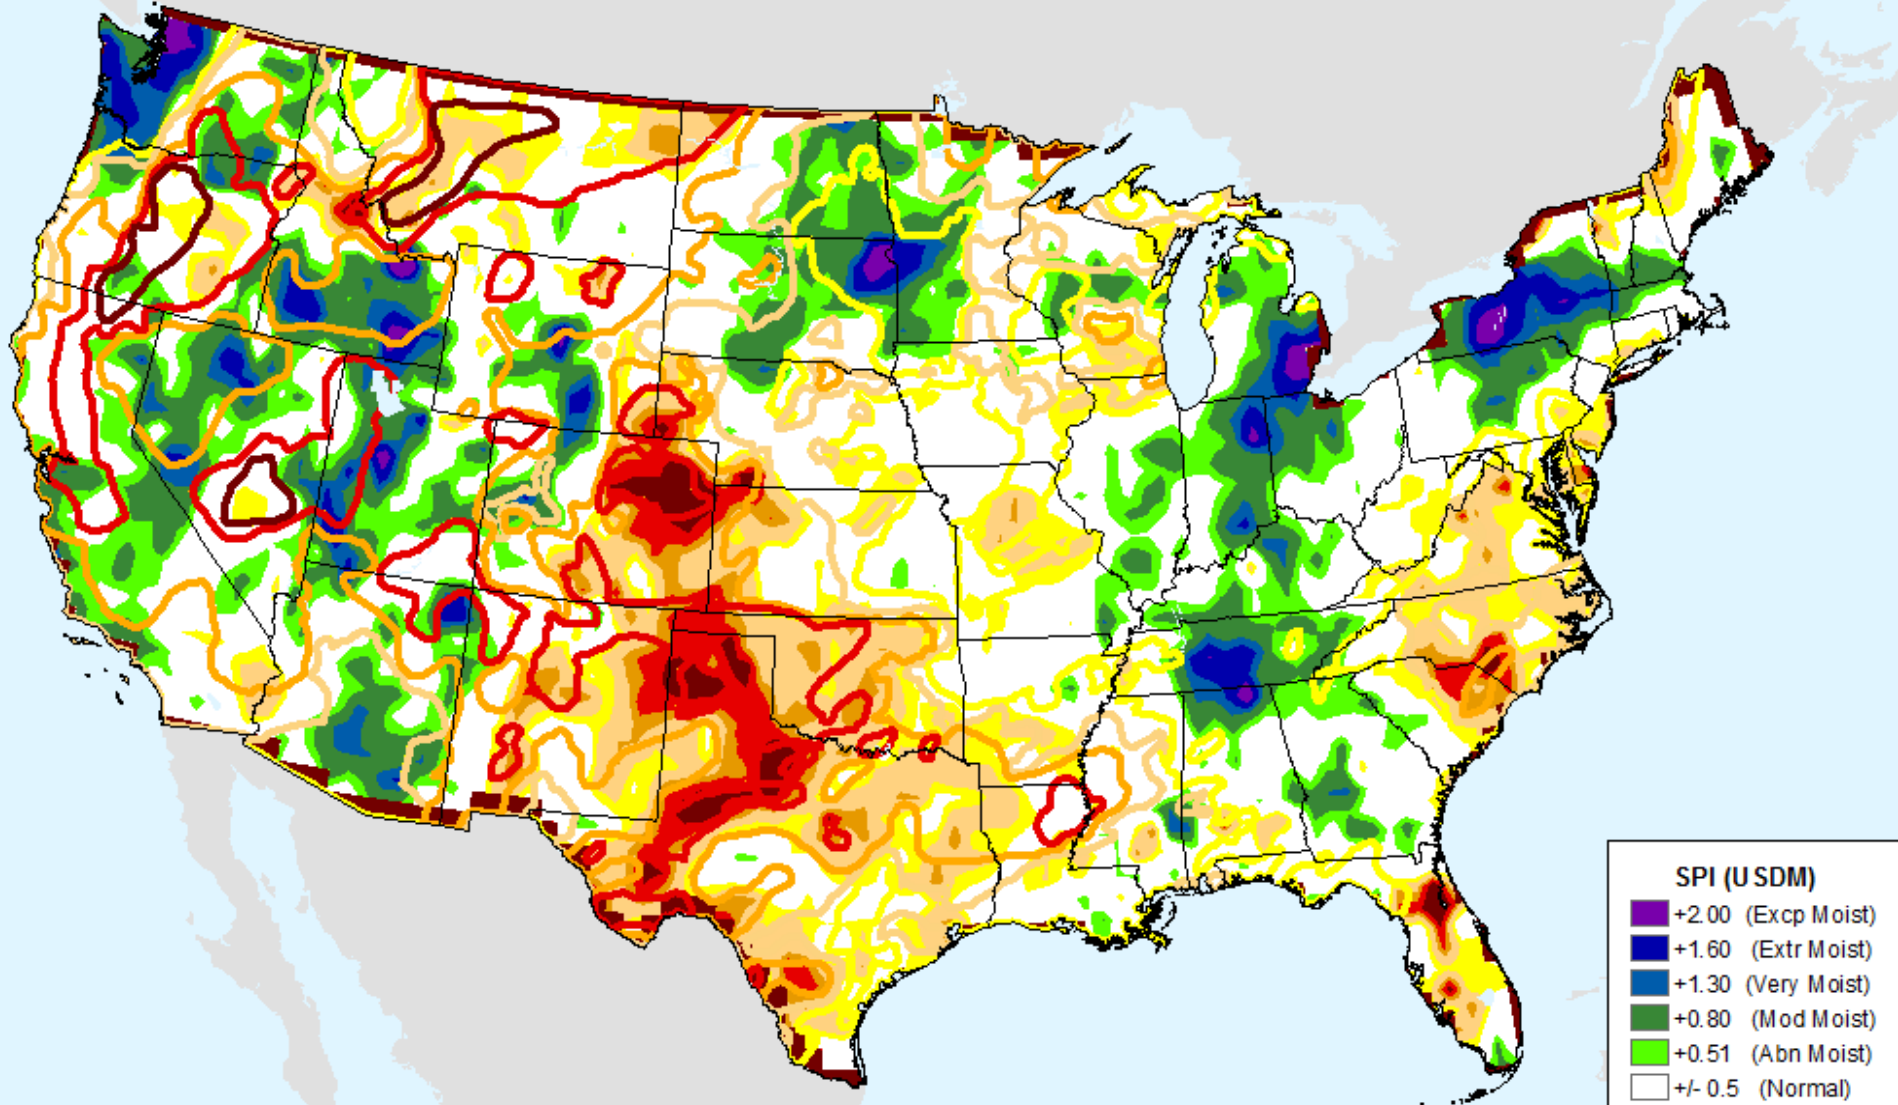 SPI (USDM)
+2.00 (Excp Moist)
+1.60 (Extr Moist)
+1.30 (Very Moist)
+0.80 (Mod Moist)
+0.51 (Abn Moist)
+/- 0.5 (Normal)